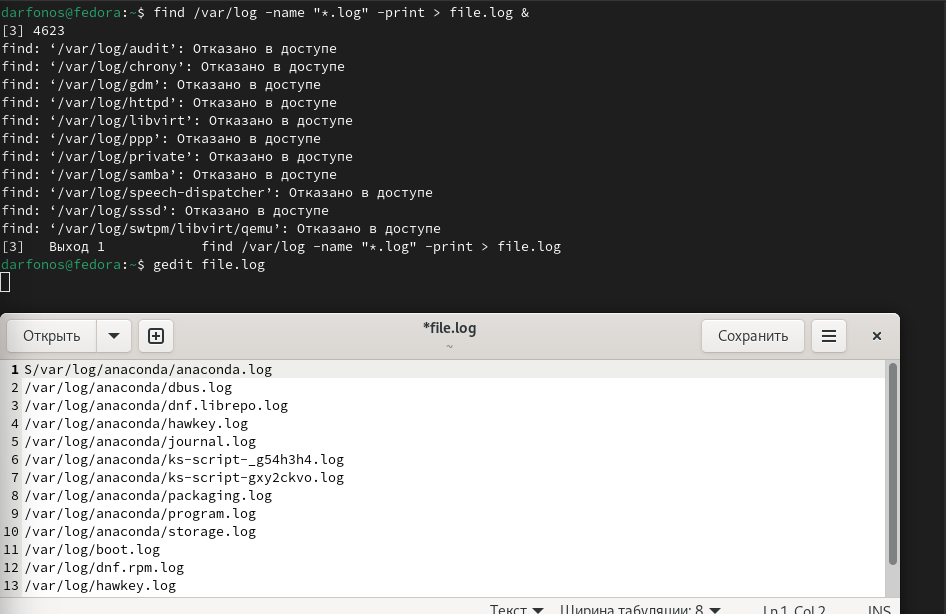 darfonos@fedora:~$ find /var/log -name "*.log" -print > file.log &
[3] 4623
find: ‘/var/log/audit’: Отказано в доступе
find: ‘/var/log/chrony’: Отказано в доступе
find: ‘/var/log/gdm’: Отказано в доступе
find: ‘/var/log/httpd’: Отказано в доступе
find: ‘/var/log/libvirt’: Отказано в доступе
find: ‘/var/log/ppp’: Отказано в доступе
find: ‘/var/log/private’: Отказано в доступе
find: ‘/var/log/samba’: Отказано в доступе
find: ‘/var/log/speech-dispatcher’: Отказано в доступе
find: ‘/var/log/sssd’: Отказано в доступе
find: ‘/var/log/swtpm/libvirt/qemu’: Отказано в доступе
[3]   Выход 1            find /var/log -name "*.log" -print > file.log
darfonos@fedora:~$ gedit file.log
Открыть *file.log Сохранить
~
1 S/var/log/anaconda/anaconda.log
2 /var/log/anaconda/dbus.log
3 /var/log/anaconda/dnf.librepo.log
4 /var/log/anaconda/hawkey.log
5 /var/log/anaconda/journal.log
6 /var/log/anaconda/ks-script-_g54h3h4.log
7 /var/log/anaconda/ks-script-gxy2ckvo.log
8 /var/log/anaconda/packaging.log
9 /var/log/anaconda/program.log
10 /var/log/anaconda/storage.log
11 /var/log/boot.log
12 /var/log/dnf.rpm.log
13 /var/log/hawkey.log
Текст Ширина табуляции: 8 Ln 1, Col 2 INS